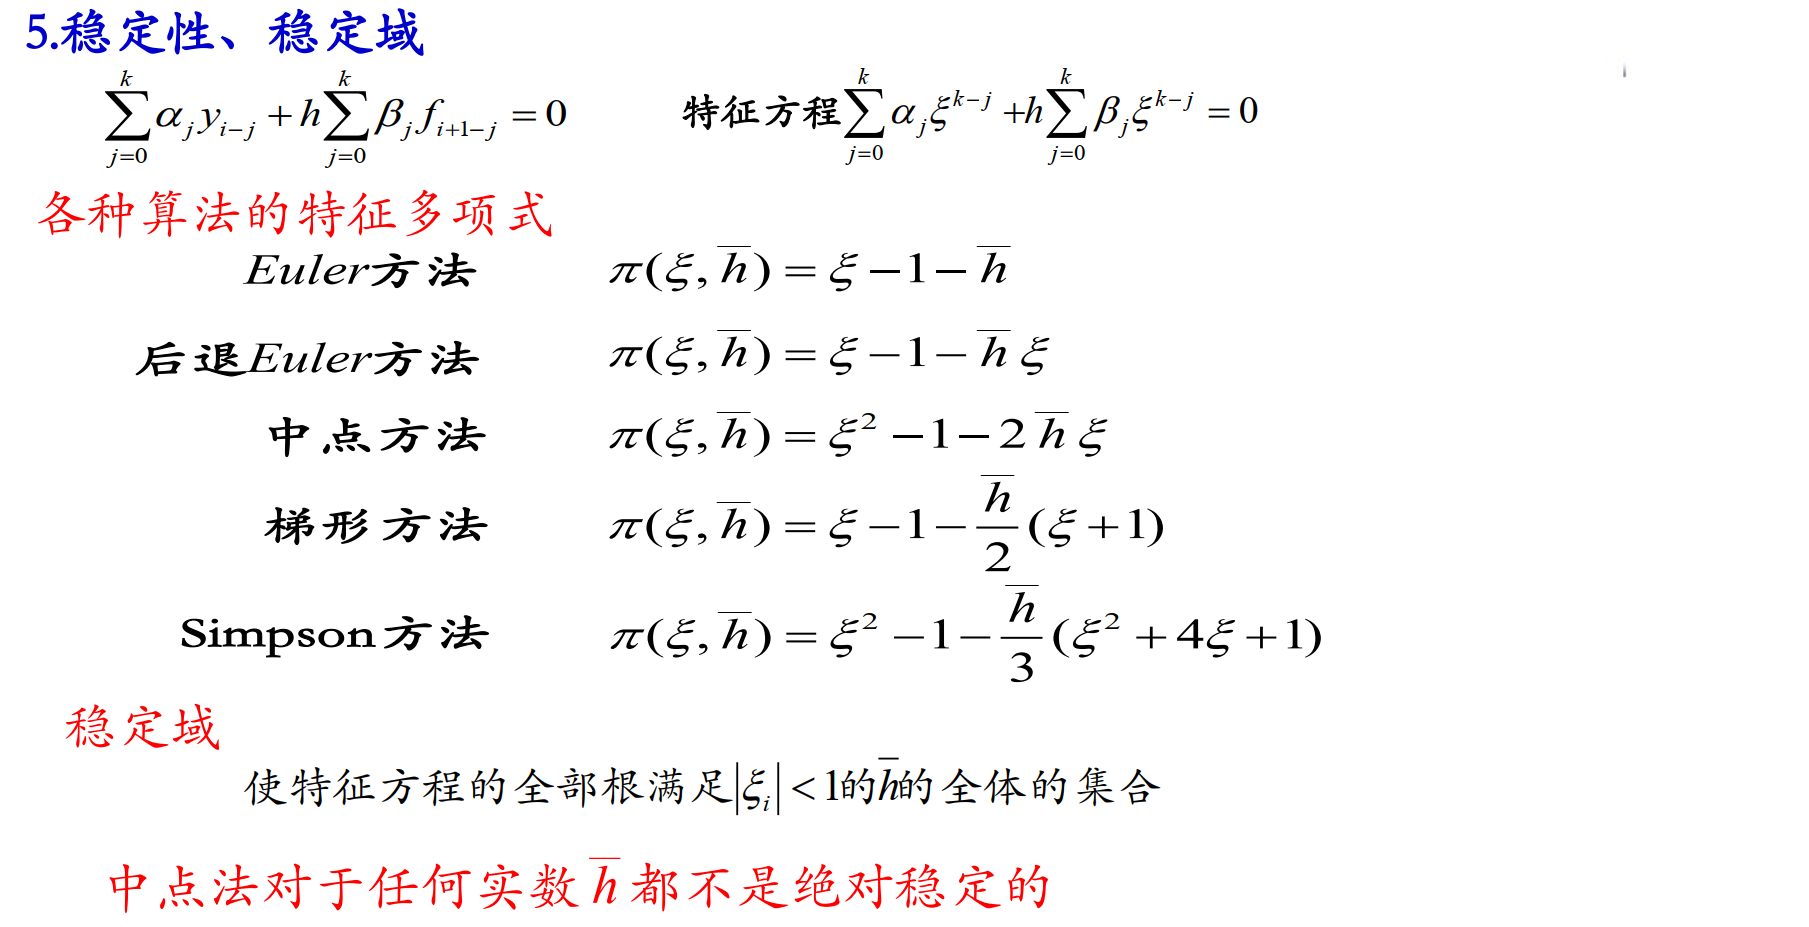 5.稳定性、稳定域
$\sum_{j=0}^{k}\alpha_j y_{i-j}+h\sum_{j=0}^{k}\beta_j f_{i+1-j}=0$ 特征方程$\sum_{j=0}^{k}\alpha_j\xi^{k-j}+h\sum_{j=0}^{k}\beta_j\xi^{k-j}=0$
各种算法的特征多项式
Euler方法 $\pi(\xi,\overline{h})=\xi-1-\overline{h}$
后退Euler方法 $\pi(\xi,\overline{h})=\xi-1-\overline{h}\xi$
中点方法 $\pi(\xi,\overline{h})=\xi^2-1-2\overline{h}\xi$
梯形方法 $\pi(\xi,\overline{h})=\xi-1-\frac{\overline{h}}{2}(\xi+1)$
Simpson方法 $\pi(\xi,\overline{h})=\xi^2-1-\frac{\overline{h}}{3}(\xi^2+4\xi+1)$
稳定域
使特征方程的全部根满足$|\xi_i|<1$的$\overline{h}$的全体的集合
中点法对于任何实数$\overline{h}$都不是绝对稳定的